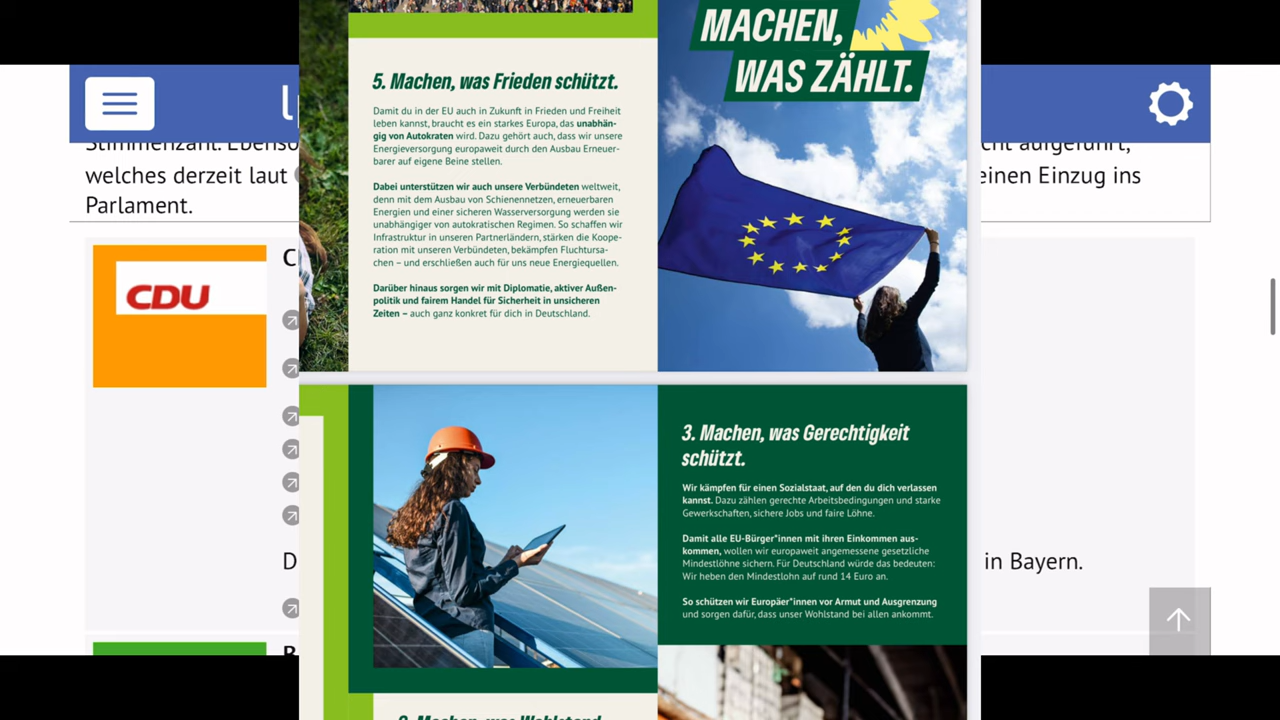 MACHEN,
WAS ZÄHLT.
5. Machen, was Frieden schützt.
Damit du in der EU auch in Zukunft in Frieden und Freiheit
leben kannst, braucht es ein starkes Europa, das unabhän-
gig von Autokraten wird. Dazu gehört auch, dass wir unsere
Energieversorgung europaweit durch den Ausbau Erneuer-
barer auf eigene Beine stellen.
Dabei unterstützen wir auch unsere Verbündeten weltweit,
denn mit dem Ausbau von Schienennetzen, erneuerbaren
Energien und einer sicheren Wasserversorgung werden sie
unabhängiger von autokratischen Regimen. So schaffen wir
Infrastruktur in unseren Partnerländern, stärken die Koope-
ration mit unseren Verbündeten, bekämpfen Fluchtursa-
chen – und erschließen auch für uns neue Energiequellen.
Darüber hinaus sorgen wir mit Diplomatie, aktiver Außen-
politik und fairem Handel für Sicherheit in unsicheren
Zeiten – auch ganz konkret für dich in Deutschland.
3. Machen, was Gerechtigkeit
schützt.
Wir kämpfen für einen Sozialstaat, auf den du dich verlassen
kannst. Dazu zählen gerechte Arbeitsbedingungen und starke
Gewerkschaften, sichere Jobs und faire Löhne.
Damit alle EU-Bürger*innen mit ihren Einkommen aus-
kommen, wollen wir europaweit angemessene gesetzliche
Mindestlöhne sichern. Für Deutschland würde das bedeuten:
Wir heben den Mindestlohn auf rund 14 Euro an.
So schützen wir Europäer*innen vor Armut und Ausgrenzung
und sorgen dafür, dass unser Wohlstand bei allen ankommt.
Machen, was Wohlstand
Stimmenzahl. aufgeführt,
welches derzeit laut einen Einzug ins
Parlament.
CDU
C
D in Bayern.